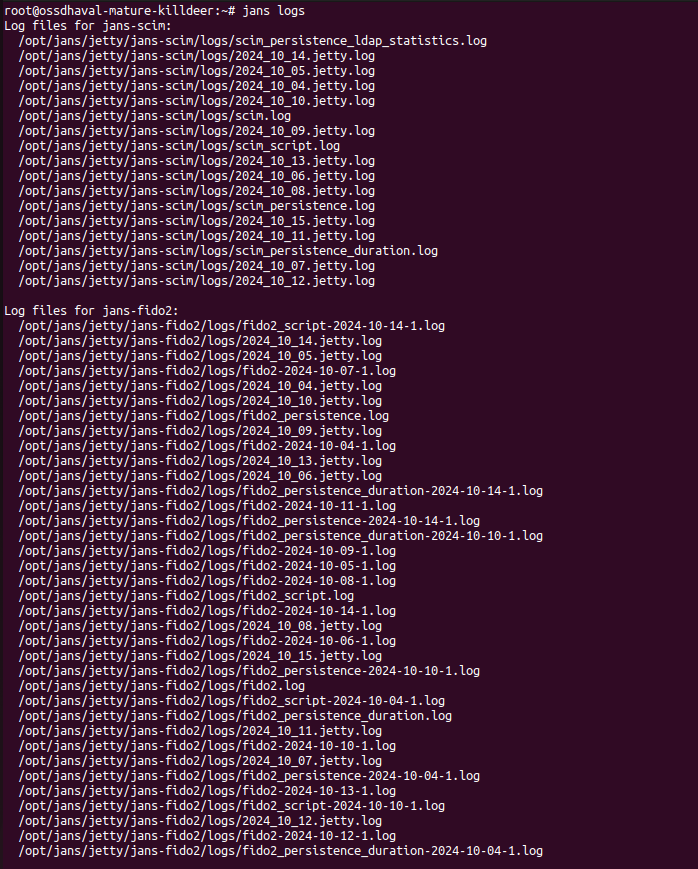 root@ossdhaval-mature-killdeer:~# jans logs
Log files for jans-scim:
  /opt/jans/jetty/jans-scim/logs/scim_persistence_ldap_statistics.log
  /opt/jans/jetty/jans-scim/logs/2024_10_14.jetty.log
  /opt/jans/jetty/jans-scim/logs/2024_10_05.jetty.log
  /opt/jans/jetty/jans-scim/logs/2024_10_04.jetty.log
  /opt/jans/jetty/jans-scim/logs/2024_10_10.jetty.log
  /opt/jans/jetty/jans-scim/logs/scim.log
  /opt/jans/jetty/jans-scim/logs/2024_10_09.jetty.log
  /opt/jans/jetty/jans-scim/logs/scim_script.log
  /opt/jans/jetty/jans-scim/logs/2024_10_13.jetty.log
  /opt/jans/jetty/jans-scim/logs/2024_10_06.jetty.log
  /opt/jans/jetty/jans-scim/logs/2024_10_08.jetty.log
  /opt/jans/jetty/jans-scim/logs/scim_persistence.log
  /opt/jans/jetty/jans-scim/logs/2024_10_15.jetty.log
  /opt/jans/jetty/jans-scim/logs/2024_10_11.jetty.log
  /opt/jans/jetty/jans-scim/logs/scim_persistence_duration.log
  /opt/jans/jetty/jans-scim/logs/2024_10_07.jetty.log
  /opt/jans/jetty/jans-scim/logs/2024_10_12.jetty.log

Log files for jans-fido2:
  /opt/jans/jetty/jans-fido2/logs/fido2_script-2024-10-14-1.log
  /opt/jans/jetty/jans-fido2/logs/2024_10_14.jetty.log
  /opt/jans/jetty/jans-fido2/logs/2024_10_05.jetty.log
  /opt/jans/jetty/jans-fido2/logs/fido2-2024-10-07-1.log
  /opt/jans/jetty/jans-fido2/logs/2024_10_04.jetty.log
  /opt/jans/jetty/jans-fido2/logs/2024_10_10.jetty.log
  /opt/jans/jetty/jans-fido2/logs/fido2_persistence.log
  /opt/jans/jetty/jans-fido2/logs/2024_10_09.jetty.log
  /opt/jans/jetty/jans-fido2/logs/fido2-2024-10-04-1.log
  /opt/jans/jetty/jans-fido2/logs/2024_10_13.jetty.log
  /opt/jans/jetty/jans-fido2/logs/2024_10_06.jetty.log
  /opt/jans/jetty/jans-fido2/logs/fido2_persistence_duration-2024-10-14-1.log
  /opt/jans/jetty/jans-fido2/logs/fido2-2024-10-11-1.log
  /opt/jans/jetty/jans-fido2/logs/fido2_persistence-2024-10-14-1.log
  /opt/jans/jetty/jans-fido2/logs/fido2_persistence_duration-2024-10-10-1.log
  /opt/jans/jetty/jans-fido2/logs/fido2-2024-10-09-1.log
  /opt/jans/jetty/jans-fido2/logs/fido2-2024-10-05-1.log
  /opt/jans/jetty/jans-fido2/logs/fido2-2024-10-08-1.log
  /opt/jans/jetty/jans-fido2/logs/fido2_script.log
  /opt/jans/jetty/jans-fido2/logs/fido2-2024-10-14-1.log
  /opt/jans/jetty/jans-fido2/logs/2024_10_08.jetty.log
  /opt/jans/jetty/jans-fido2/logs/fido2-2024-10-06-1.log
  /opt/jans/jetty/jans-fido2/logs/2024_10_15.jetty.log
  /opt/jans/jetty/jans-fido2/logs/fido2_persistence-2024-10-10-1.log
  /opt/jans/jetty/jans-fido2/logs/fido2.log
  /opt/jans/jetty/jans-fido2/logs/fido2_script-2024-10-04-1.log
  /opt/jans/jetty/jans-fido2/logs/fido2_persistence_duration.log
  /opt/jans/jetty/jans-fido2/logs/2024_10_11.jetty.log
  /opt/jans/jetty/jans-fido2/logs/fido2-2024-10-10-1.log
  /opt/jans/jetty/jans-fido2/logs/2024_10_07.jetty.log
  /opt/jans/jetty/jans-fido2/logs/fido2_persistence-2024-10-04-1.log
  /opt/jans/jetty/jans-fido2/logs/fido2-2024-10-13-1.log
  /opt/jans/jetty/jans-fido2/logs/fido2_script-2024-10-10-1.log
  /opt/jans/jetty/jans-fido2/logs/2024_10_12.jetty.log
  /opt/jans/jetty/jans-fido2/logs/fido2-2024-10-12-1.log
  /opt/jans/jetty/jans-fido2/logs/fido2_persistence_duration-2024-10-04-1.log